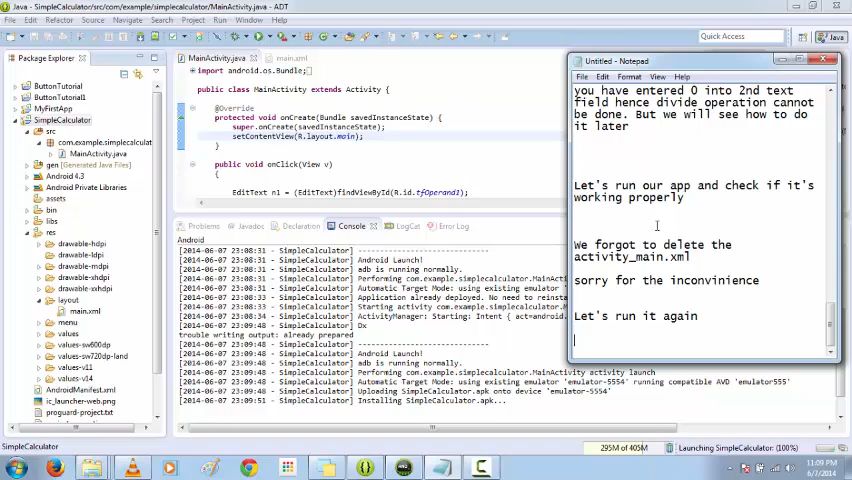 Java - SimpleCalculator/src/com/example/simplecalculator/MainActivity.java - ADT
File Edit Refactor Source Navigate Search Project Run Window Help
Quick Access
Java
Package Explorer
ButtonTutorial
ButtonTutorial1
MyFirstApp
SimpleCalculator
src
com.example.simplecalculat
MainActivity.java
gen [Generated Java Files]
Android 4.3
Android Private Libraries
assets
bin
libs
res
drawable-hdpi
drawable-ldpi
drawable-mdpi
drawable-xhdpi
drawable-xxhdpi
layout
main.xml
menu
values
values-sw600dp
values-sw720dp-land
values-v11
values-v14
AndroidManifest.xml
ic_launcher-web.png
proguard-project.txt
MainActivity.java main.xml
import android.os.Bundle;
public class MainActivity extends Activity {
@Override
protected void onCreate(Bundle savedInstanceState) {
super.onCreate(savedInstanceState);
setContentView(R.layout.main);
}
public void onClick(View v)
EditText n1 = (EditText)findViewById(R.id.tfOperand1);
Problems Javadoc Declaration Console LogCat Error Log
Android
[2014-06-07 23:08:31 - SimpleCalculator] ------------------------------
[2014-06-07 23:08:31 - SimpleCalculator] Android Launch!
[2014-06-07 23:08:31 - SimpleCalculator] adb is running normally.
[2014-06-07 23:08:31 - SimpleCalculator] Performing com.example.simplecalculator.MainActi
[2014-06-07 23:08:31 - SimpleCalculator] Automatic Target Mode: using existing emulator '
[2014-06-07 23:08:33 - SimpleCalculator] Application already deployed. No need to reinsta
[2014-06-07 23:08:33 - SimpleCalculator] Starting activity com.example.simplecalculator.M
[2014-06-07 23:08:34 - SimpleCalculator] ActivityManager: Starting: Intent { act=android.
[2014-06-07 23:09:47 - SimpleCalculator] Dx
trouble writing output: already prepared
[2014-06-07 23:09:48 - SimpleCalculator] ------------------------------
[2014-06-07 23:09:48 - SimpleCalculator] Android Launch!
[2014-06-07 23:09:48 - SimpleCalculator] adb is running normally.
[2014-06-07 23:09:48 - SimpleCalculator] Performing com.example.simplecalculator.MainActivity activity launch
[2014-06-07 23:09:48 - SimpleCalculator] Automatic Target Mode: using existing emulator 'emulator-5554' running compatible AVD 'emulator555'
[2014-06-07 23:09:48 - SimpleCalculator] Uploading SimpleCalculator.apk onto device 'emulator-5554'
[2014-06-07 23:09:51 - SimpleCalculator] Installing SimpleCalculator.apk...
Untitled - Notepad
File Edit Format View Help
you have entered 0 into 2nd text
field hence divide operation cannot
be done. But we will see how to do
it later
Let's run our app and check if it's
working properly
We forgot to delete the
activity_main.xml
sorry for the inconvinience
Let's run it again
SimpleCalculator
295M of 405M
Launching SimpleCalculator: (100%)
11:09 PM
6/7/2014